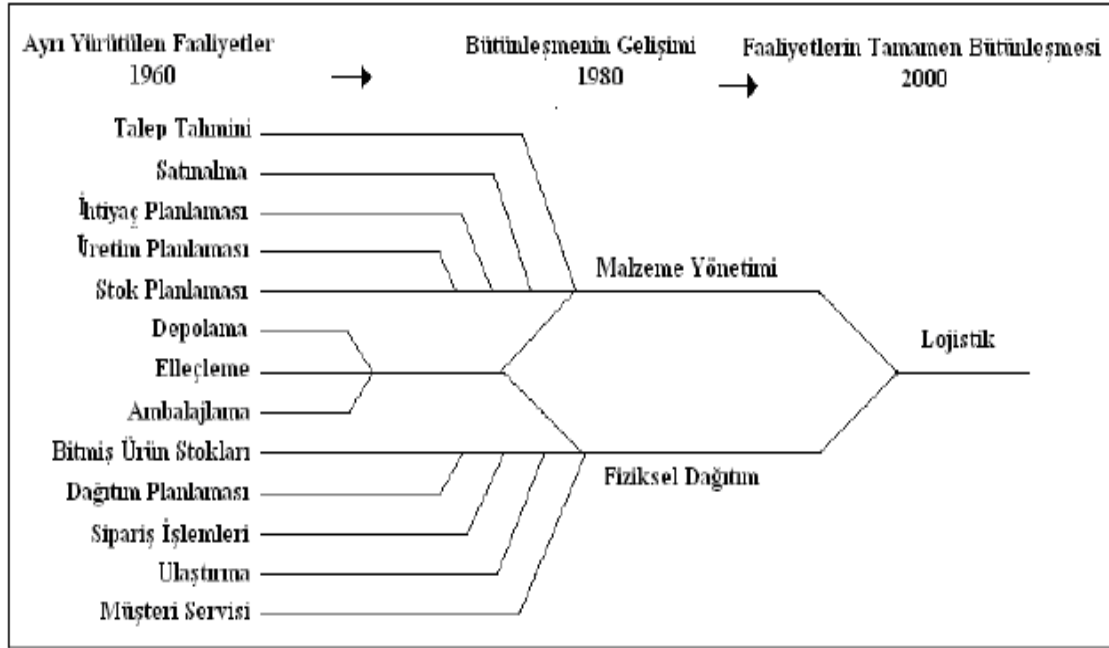 Ayrı Yürütülen Faaliyetler
1960
Bütünleşmenin Gelişimi
1980
Faaliyetlerin Tamamen Bütünleşmesi
2000
Talep Tahmini
Satınalma
İhtiyaç Planlaması
Üretim Planlaması
Stok Planlaması
Depolama
Elleçleme
Ambalajlama
Bitmiş Ürün Stokları
Dağıtım Planlaması
Sipariş İşlemleri
Ulaştırma
Müşteri Servisi
Malzeme Yönetimi
Fiziksel Dağıtım
Lojistik